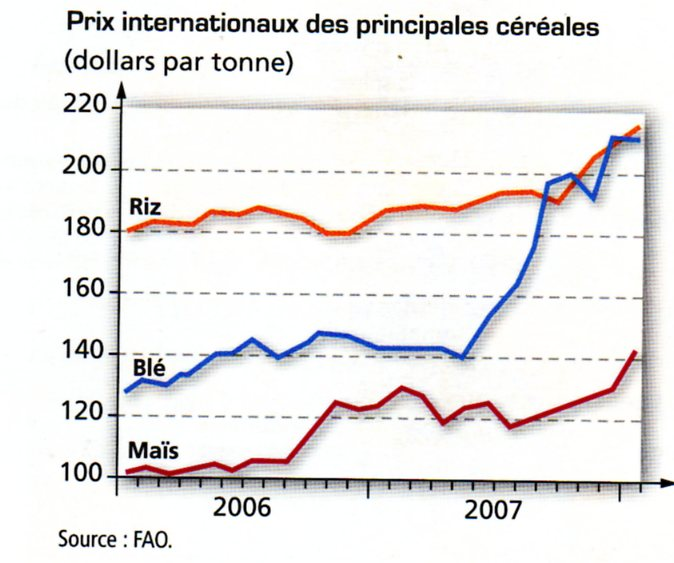 Prix internationaux des principales céréales
(dollars par tonne)
220
200
Riz
180
160
140
Blé
120
Maïs
100
2006 2007
Source : FAO.